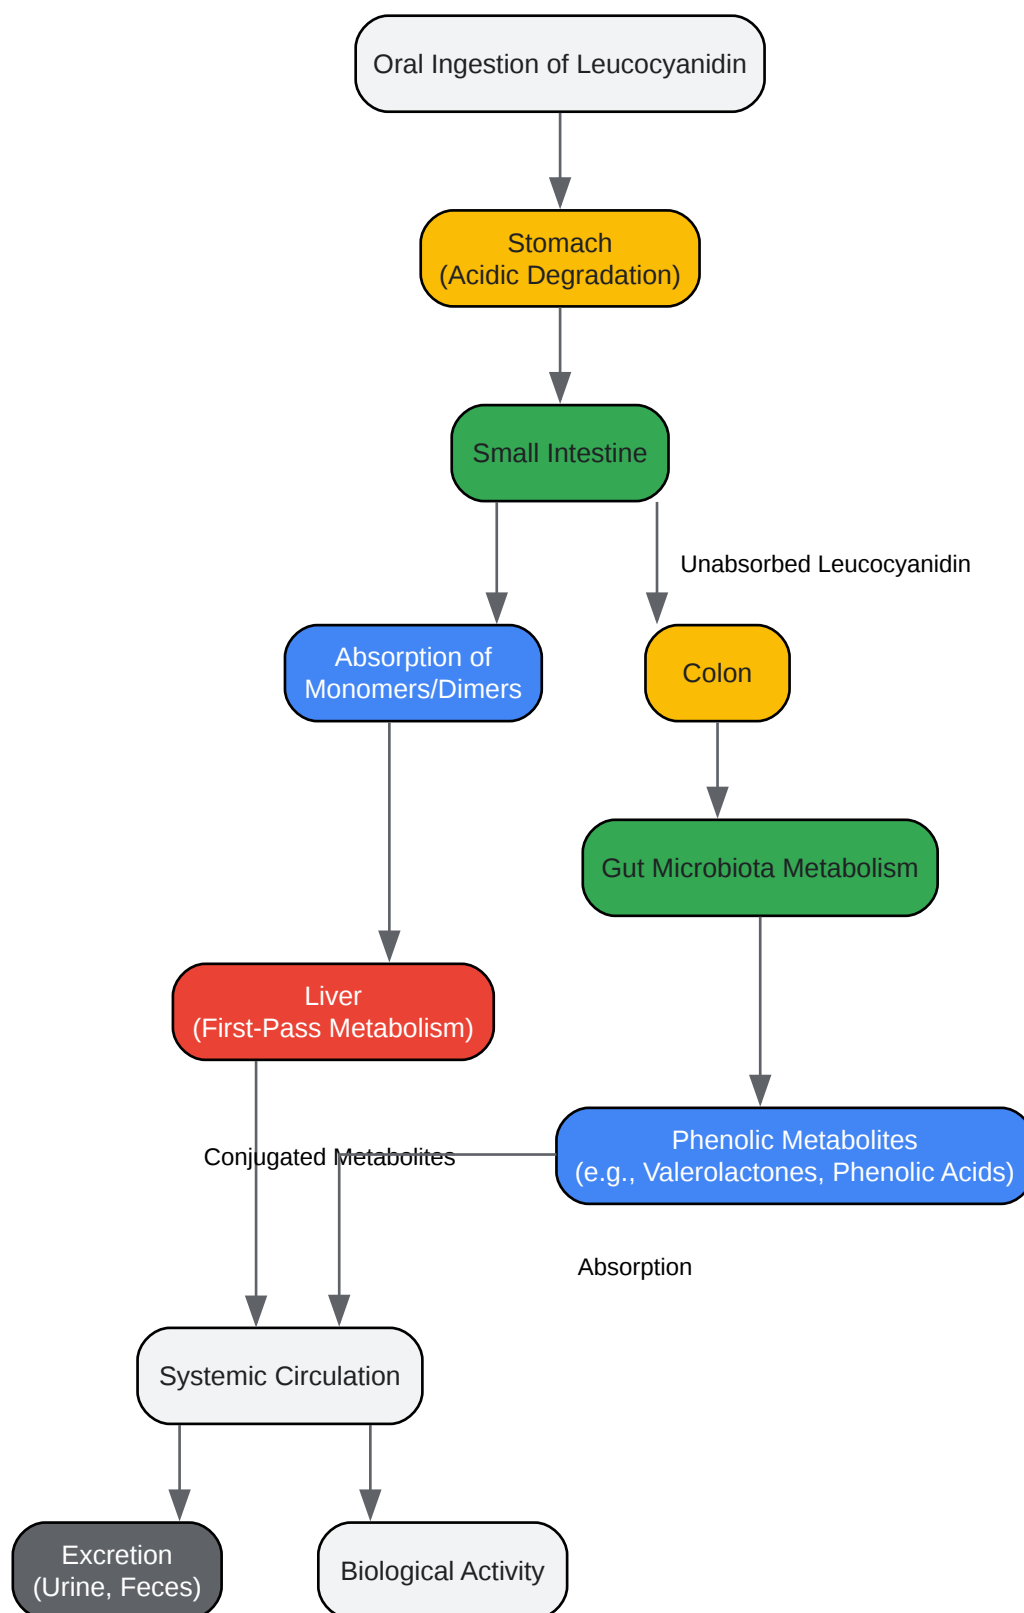 Oral Ingestion of Leucocyanidin
Stomach
(Acidic Degradation)
Small Intestine
Unabsorbed Leucocyanidin
Absorption of
Monomers/Dimers
Colon
Gut Microbiota Metabolism
Liver
(First-Pass Metabolism)
Conjugated Metabolites
Phenolic Metabolites
(e.g., Valerolactones, Phenolic Acids)
Absorption
Systemic Circulation
Excretion
(Urine, Feces)
Biological Activity